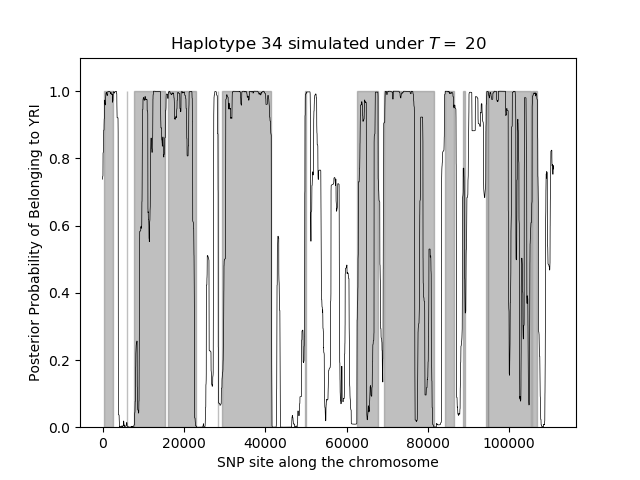 Haplotype 34 simulated under T = 20
Posterior Probability of Belonging to YRI
1.0
0.8
0.6
0.4
0.2
0.0
0 20000 40000 60000 80000 100000
SNP site along the chromosome